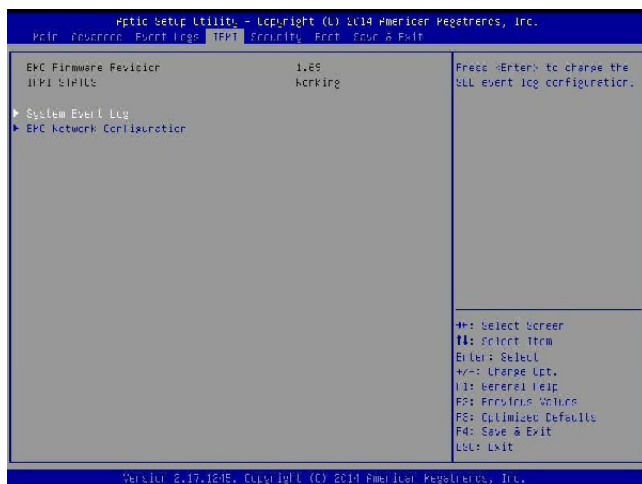 Aptio Setup Utility - Copyright (C) 2014 American Megatrends, Inc.
Main Advanced Event Logs IPMI Security Boot Save & Exit
BMC Firmware Revision 1.69
IPMI STATUS Working
System Event Log
BMC Network Configuration
Press <Enter> to change the
SEL event log configuration.
: Select Screen
: Select Item
Enter: Select
+/-: Change Opt.
F1: General Help
F2: Previous Values
F3: Optimized Defaults
F4: Save & Exit
ESC: Exit
Version 2.17.1245. Copyright (C) 2014 American Megatrends, Inc.